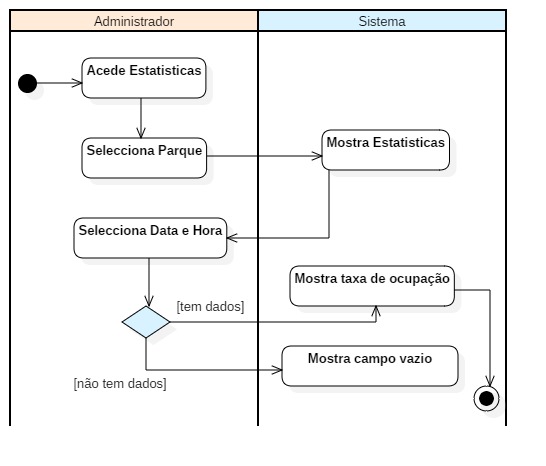 Administrador
Sistema
Acede Estatisticas
Selecciona Parque
Mostra Estatisticas
Selecciona Data e Hora
Mostra taxa de ocupação
[tem dados]
Mostra campo vazio
[não tem dados]